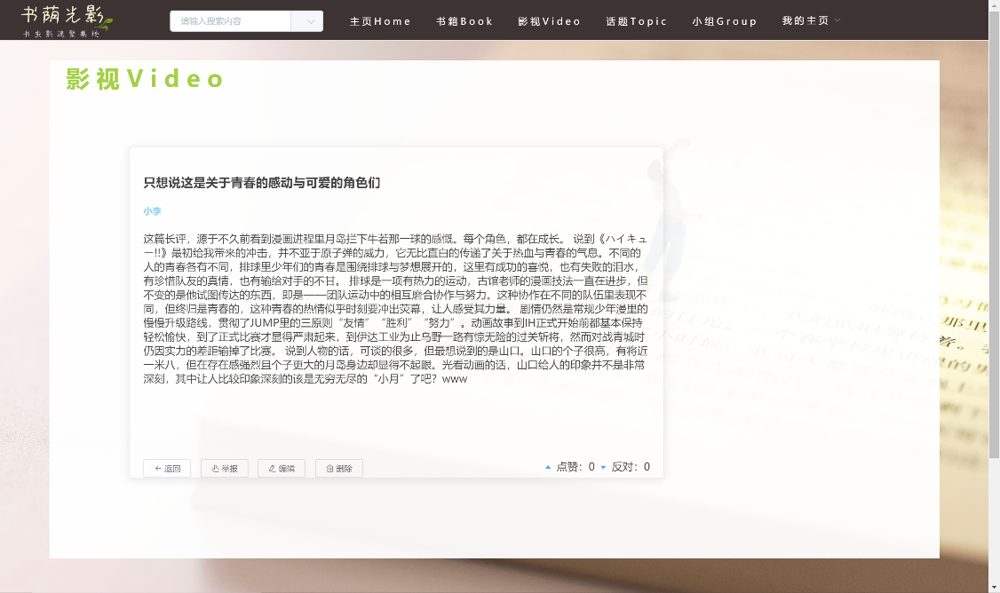 书荫光影
书虫影迷聚集地
请输入搜索内容
主页Home
书籍Book
影视Video
话题Topic
小组Group
我的主页
影视Video
只想说这是关于青春的感动与可爱的角色们
小李
这篇长评，源于不久前看到漫画进程里月岛拦下牛若那一球的感慨。每个角色，都在成长。 说到《ハイキュ
ー!!》最初给我带来的冲击，并不亚于原子弹的威力，它无比直白的传递了关于热血与青春的气息。不同的
人的青春各有不同，排球里少年们的青春是围绕排球与梦想展开的，这里有成功的喜悦，也有失败的泪水，
有珍惜队友的真情，也有输给对手的不甘。 排球是一项有热力的运动，古馆老师的漫画技法一直在进步，但
不变的是他试图传达的东西，即是——团队运动中的相互磨合协作与努力。这种协作在不同的队伍里表现不
同，但终归是青春的，这种青春的热情似乎时刻要冲出荧幕，让人感受其力量。 剧情仍然是常规少年漫里的
慢慢升级路线，贯彻了JUMP里的三原则“友情”“胜利”“努力”。动画故事到IH正式开始前都基本保持
轻松愉快，到了正式比赛才显得严肃起来，到伊达工业为止乌野一路有惊无险的过关斩将，然而对战青城时
仍因实力的差距输掉了比赛。 说到人物的话，可谈的很多，但最想说到的是山口。山口的个子很高，有将近
一米八，但在存在感强烈且个子更大的月岛身边却显得不起眼。光看动画的话，山口给人的印象并不是非常
深刻，其中让人比较印象深刻的该是无穷无尽的“小月”了吧？www
返回
举报
编辑
删除
点赞：0
反对：0